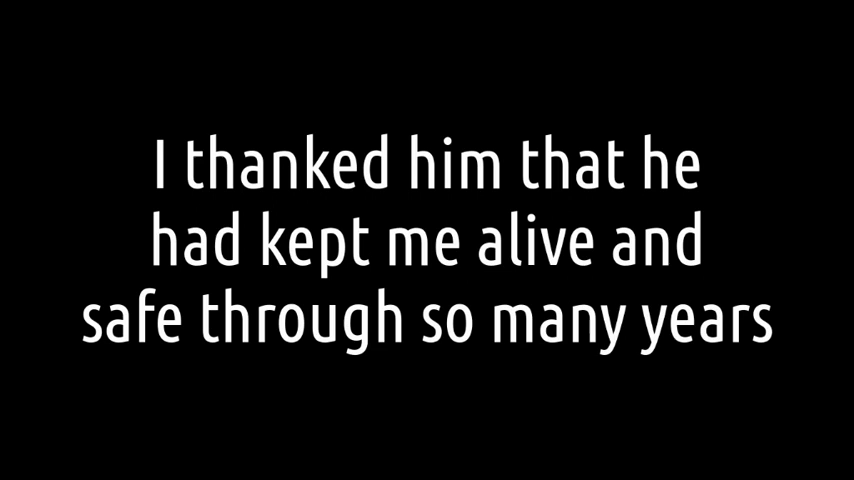 I thanked him that he
had kept me alive and
safe through so many years